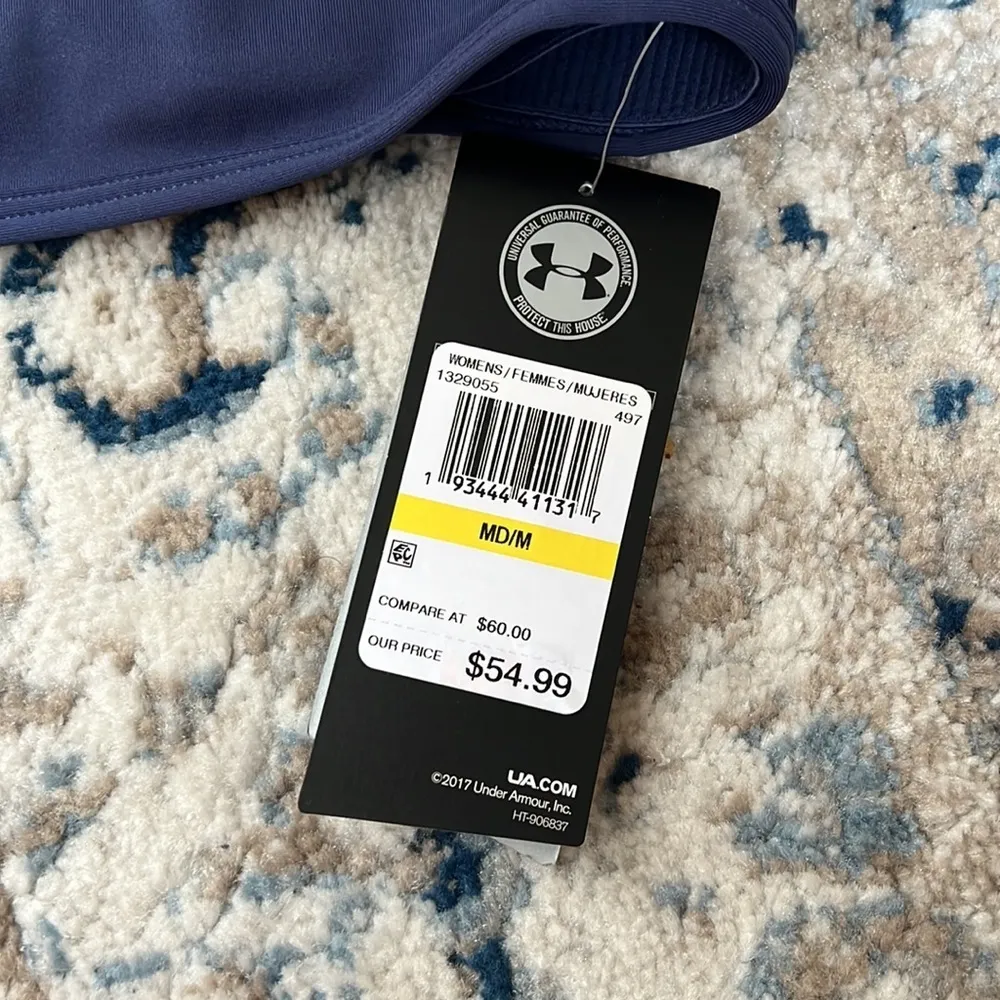 UNIVERSAL GUARANTEE OF PERFORMANCE.
PROTECT THIS HOUSE.
WOMENS/FEMMES/MUJERES
1329055
497
1 93444 41131 7
MD/M
COMPARE AT $60.00
OUR PRICE $54.99
UA.COM
©2017 Under Armour, Inc.
HT-906837